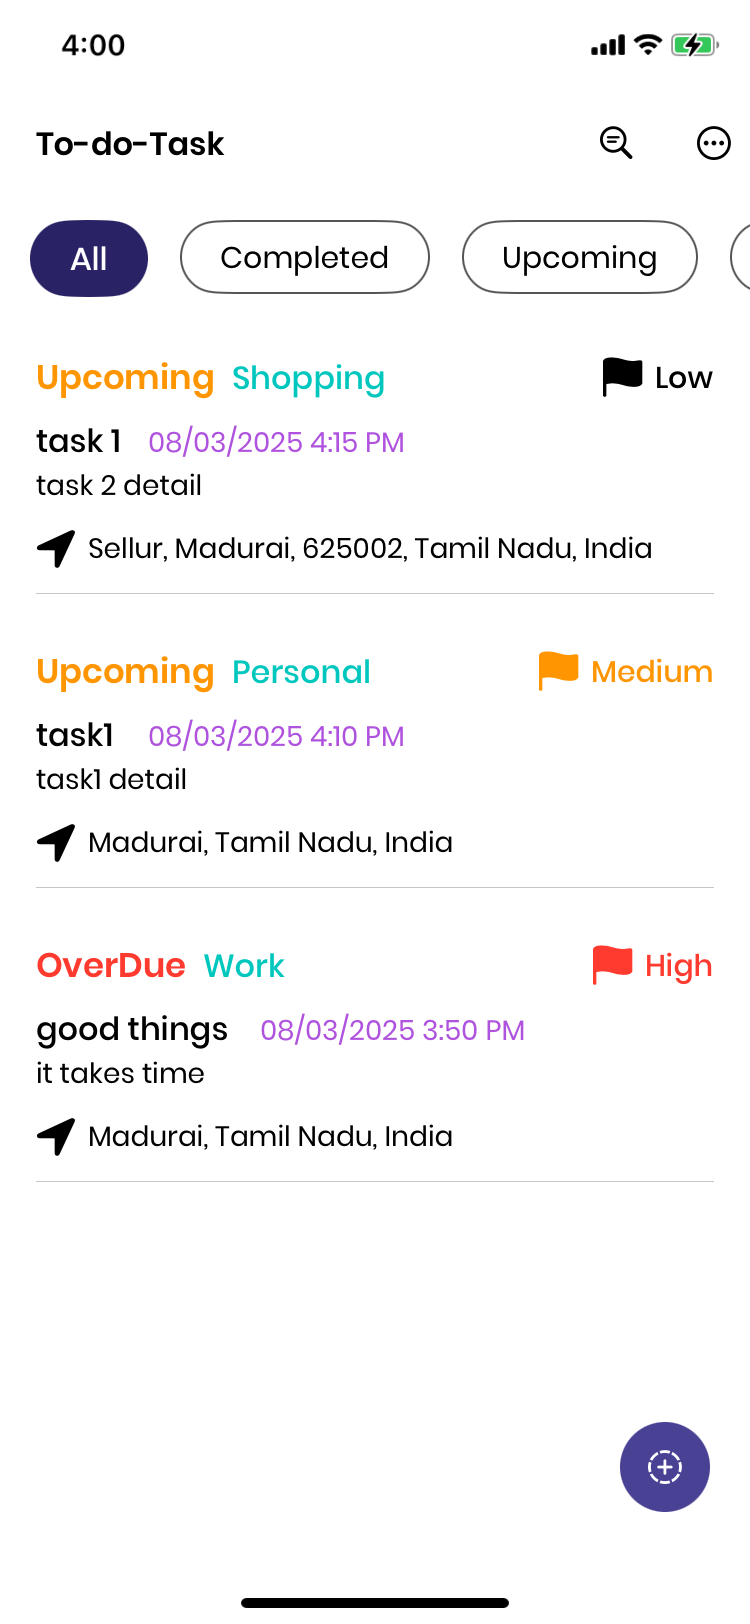 4:00
To-do-Task
All Completed Upcoming
Upcoming Shopping Low
task 1 08/03/2025 4:15 PM
task 2 detail
Sellur, Madurai, 625002, Tamil Nadu, India
Upcoming Personal Medium
task1 08/03/2025 4:10 PM
task1 detail
Madurai, Tamil Nadu, India
OverDue Work High
good things 08/03/2025 3:50 PM
it takes time
Madurai, Tamil Nadu, India